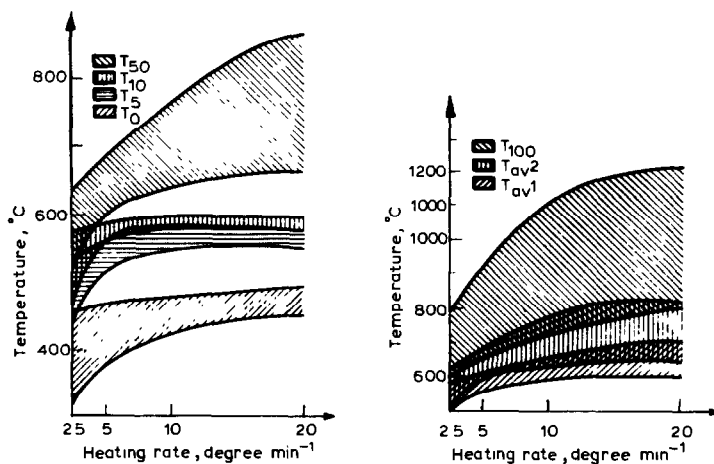 800
600
400
Temperature, °C
T50
T10
T5
T0
2 5 5 10 20
Heating rate, degree min⁻¹
1200
1000
800
600
Temperature, °C
T100
Tav2
Tav1
2 5 5 10 20
Heating rate, degree min⁻¹